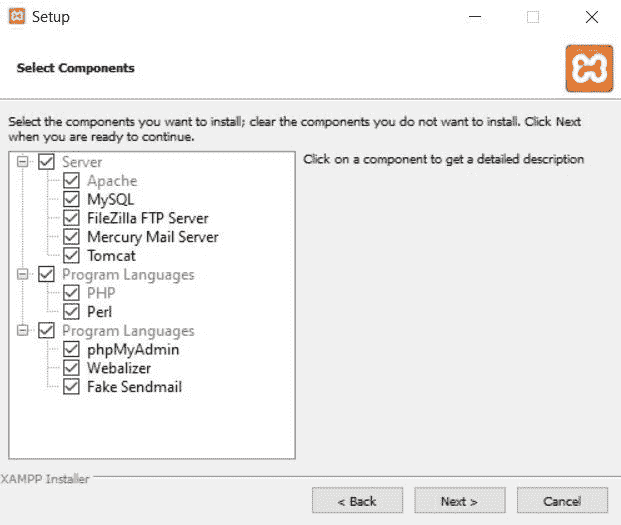 Setup
Select Components
Select the components you want to install; clear the components you do not want to install. Click Next
when you are ready to continue.
Click on a component to get a detailed description
Server
Apache
MySQL
FileZilla FTP Server
Mercury Mail Server
Tomcat
Program Languages
PHP
Perl
Program Languages
phpMyAdmin
Webalizer
Fake Sendmail
XAMPP Installer
< Back
Next >
Cancel